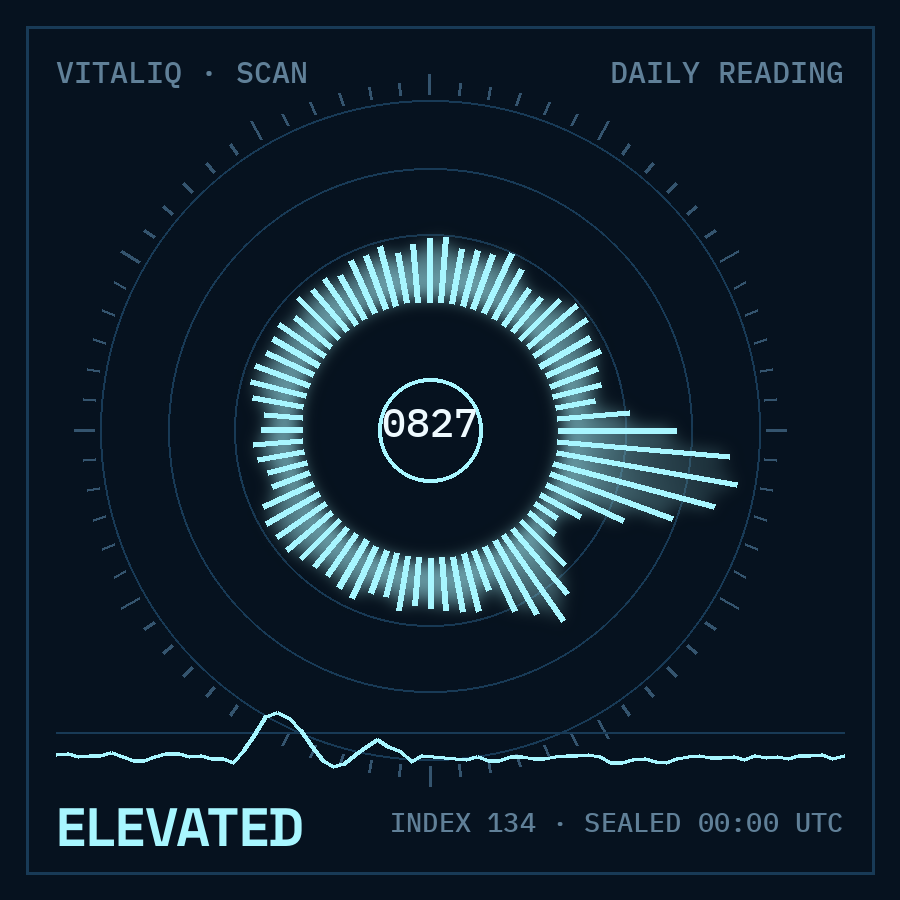 VITALIQ · SCAN
DAILY READING
0827
ELEVATED
INDEX 134 · SEALED 00:00 UTC